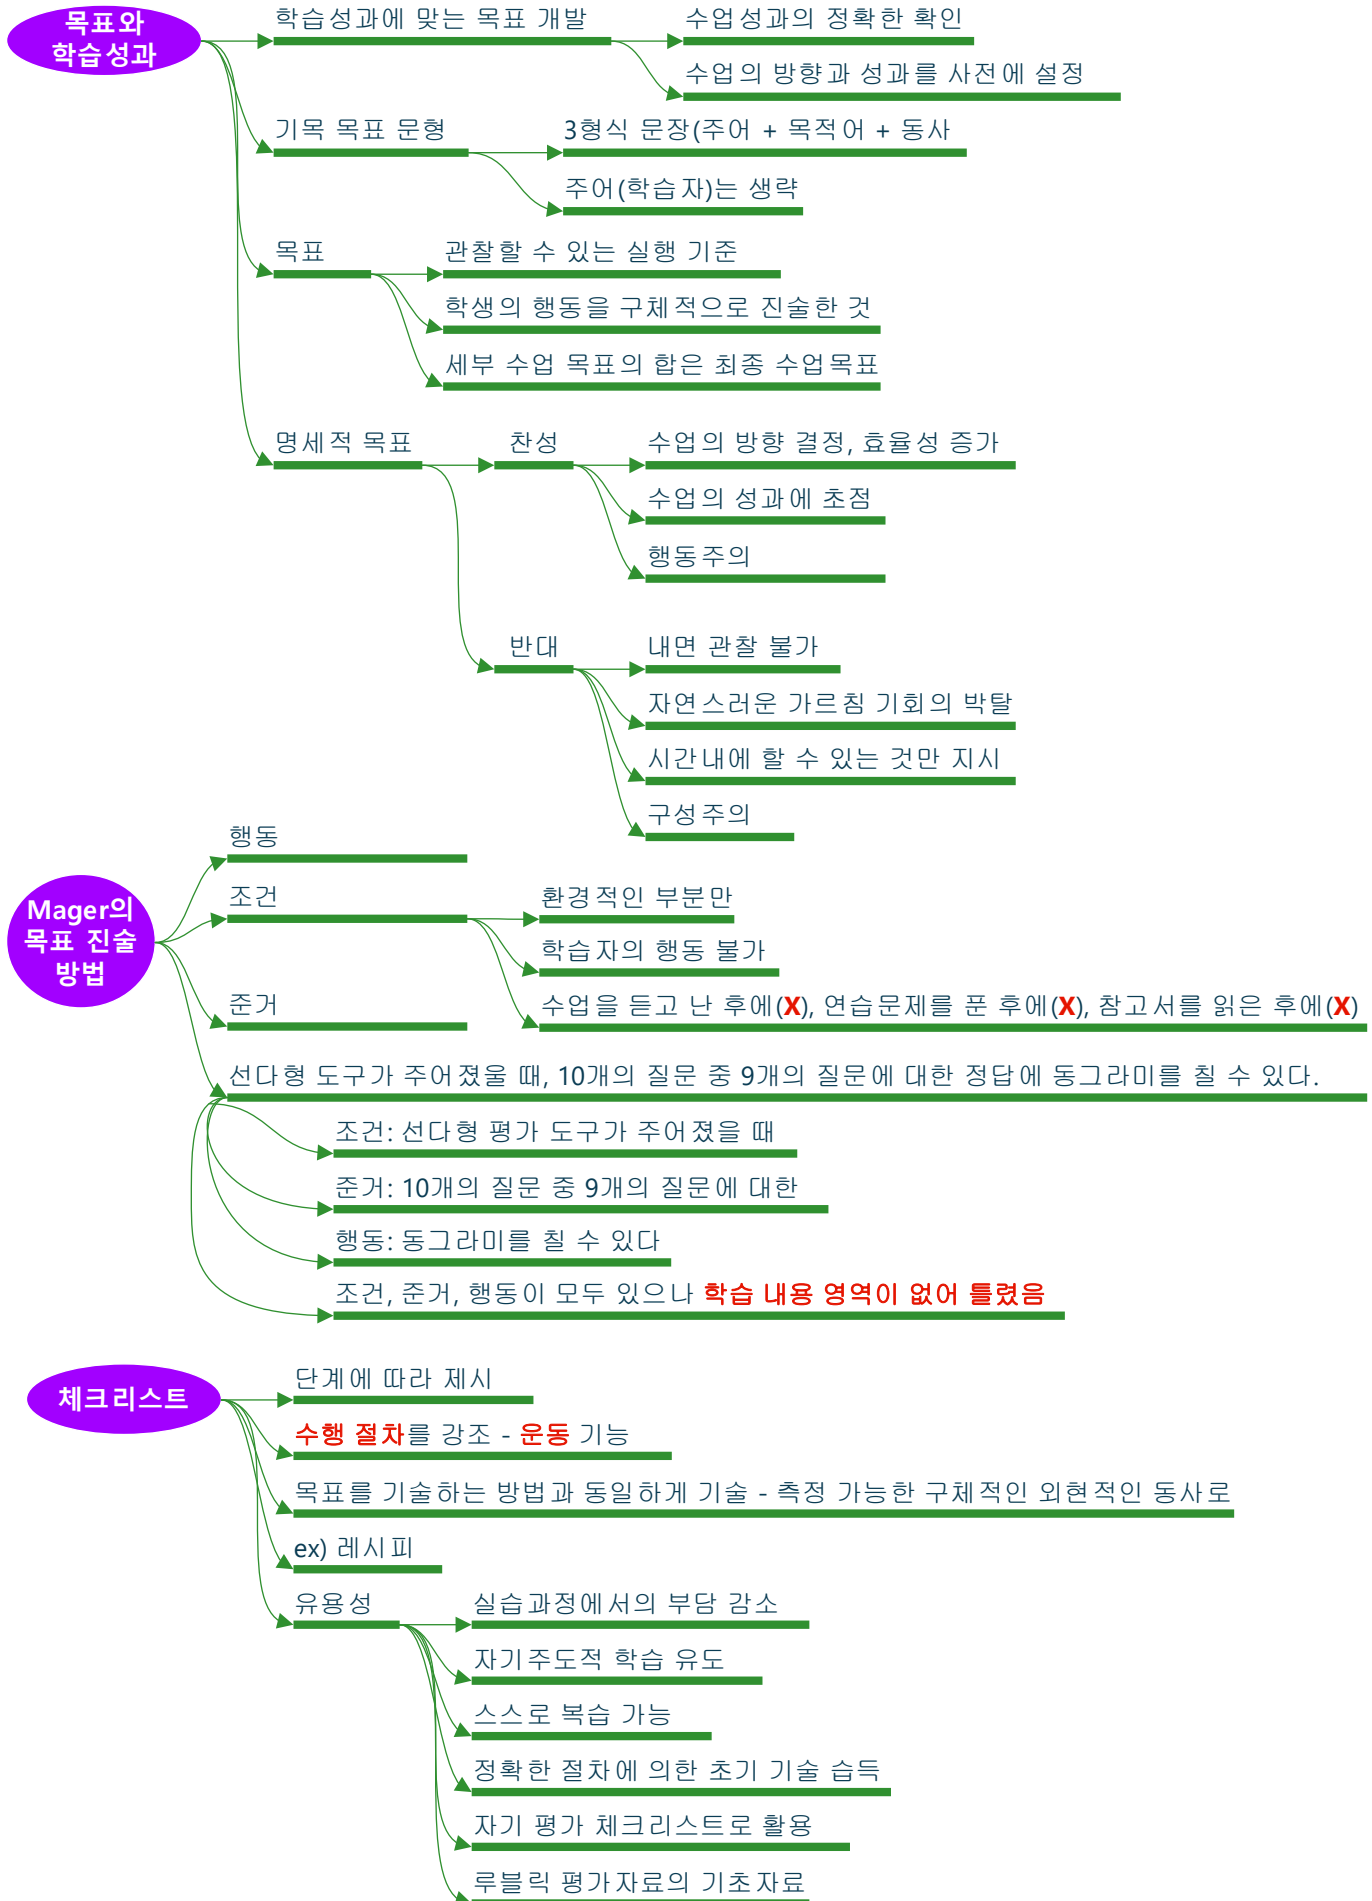 목표와
학습성과
학습성과에 맞는 목표 개발
수업성과의 정확한 확인
수업의 방향과 성과를 사전에 설정
기목 목표 문형
3형식 문장(주어 + 목적어 + 동사
주어(학습자)는 생략
목표
관찰할 수 있는 실행 기준
학생의 행동을 구체적으로 진술한 것
세부 수업 목표의 합은 최종 수업목표
명세적 목표
찬성
수업의 방향 결정, 효율성 증가
수업의 성과에 초점
행동주의
반대
내면 관찰 불가
자연스러운 가르침 기회의 박탈
시간내에 할 수 있는 것만 지시
구성주의
Mager의
목표 진술
방법
행동
조건
환경적인 부분만
학습자의 행동 불가
수업을 듣고 난 후에(X), 연습문제를 푼 후에(X), 참고서를 읽은 후에(X)
준거
선다형 도구가 주어졌울 때, 10개의 질문 중 9개의 질문에 대한 정답에 동그라미를 칠 수 있다.
조건: 선다형 평가 도구가 주어졌을 때
준거: 10개의 질문 중 9개의 질문에 대한
행동: 동그라미를 칠 수 있다
조건, 준거, 행동이 모두 있으나 학습 내용 영역이 없어 틀렸음
체크리스트
단계에 따라 제시
수행 절차를 강조 - 운동 기능
목표를 기술하는 방법과 동일하게 기술 - 측정 가능한 구체적인 외현적인 동사로
ex) 레시피
유용성
실습과정에서의 부담 감소
자기주도적 학습 유도
스스로 복습 가능
정확한 절차에 의한 초기 기술 습득
자기 평가 체크리스트로 활용
루블릭 평가자료의 기초자료